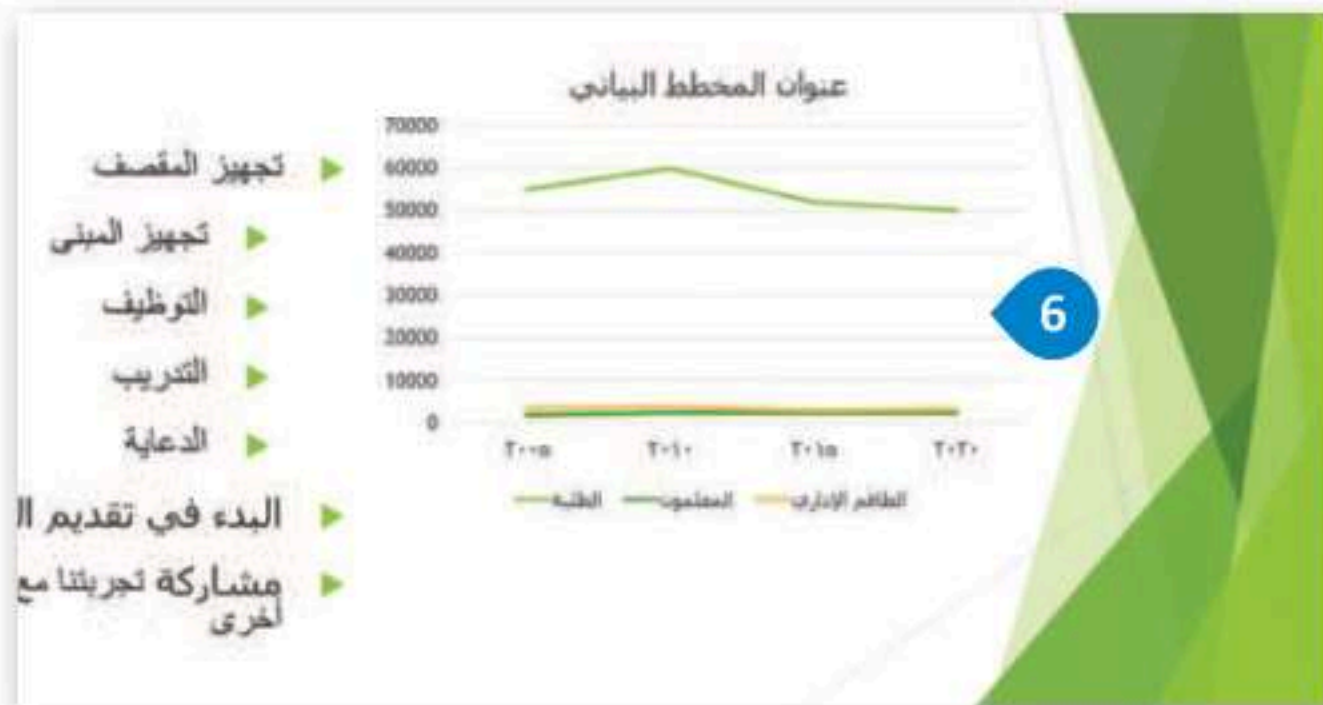 عنوان المخطط البياني
70000
60000
50000
40000
30000
20000
10000
0
٢٠٠٥ ٢٠١٠ ٢٠١٥ ٢٠٢٠
الطلبة المعلمون الطاقم الإداري
6
تجهيز المقصف
تجهيز المبنى
التوظيف
التدريب
الدعاية
البدء في تقديم ال
مشاركة تجربتنا مع
أخرى